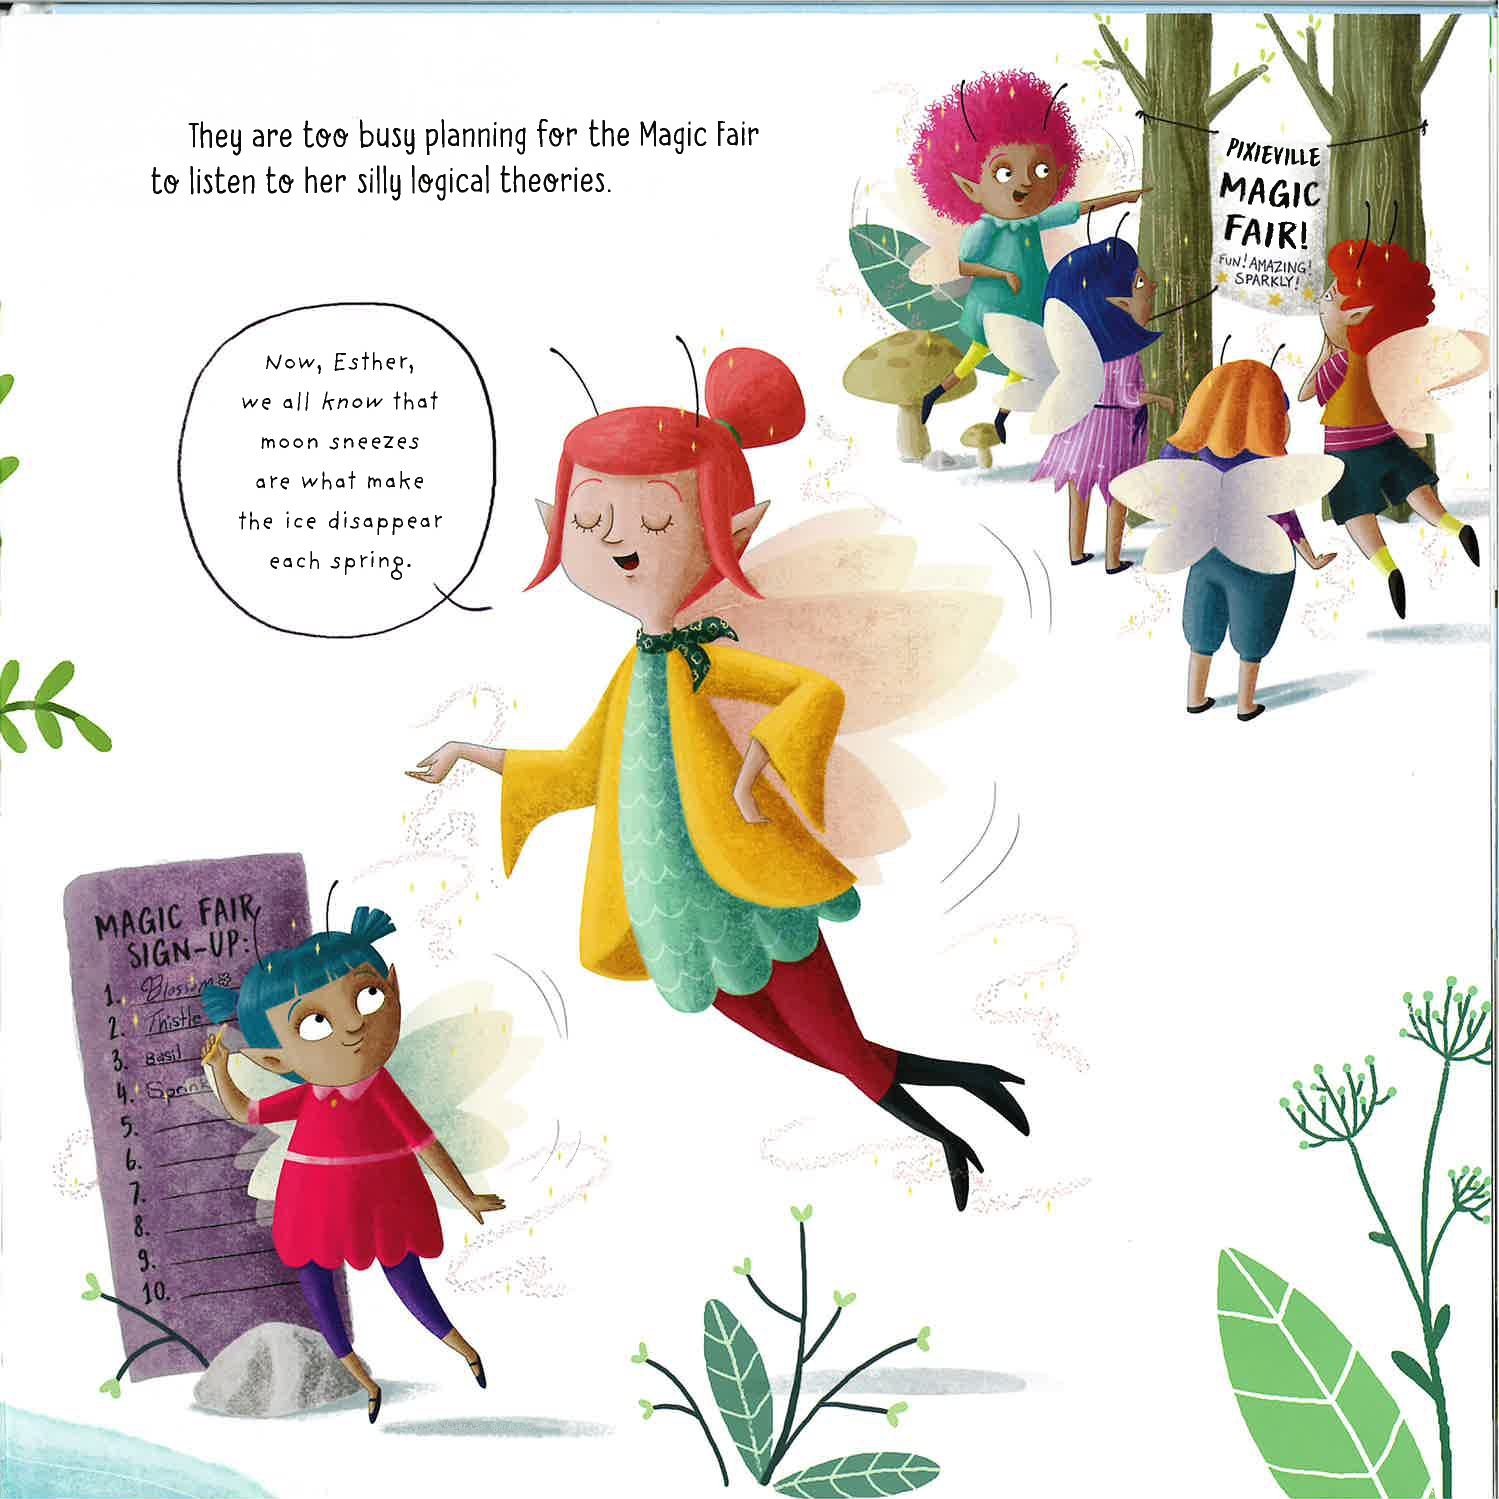 They are too busy planning for the Magic Fair
to listen to her silly logical theories.
Now, Esther,
we all know that
moon sneezes
are what make
the ice disappear
each spring.
PIXIEVILLE
MAGIC
FAIR!
FUN! AMAZING!
SPARKLY!
MAGIC FAIR
SIGN-UP:
1. Blossom
2. Thistle
3. Basil
4. Sprink
5.
6.
7.
8.
9.
10.